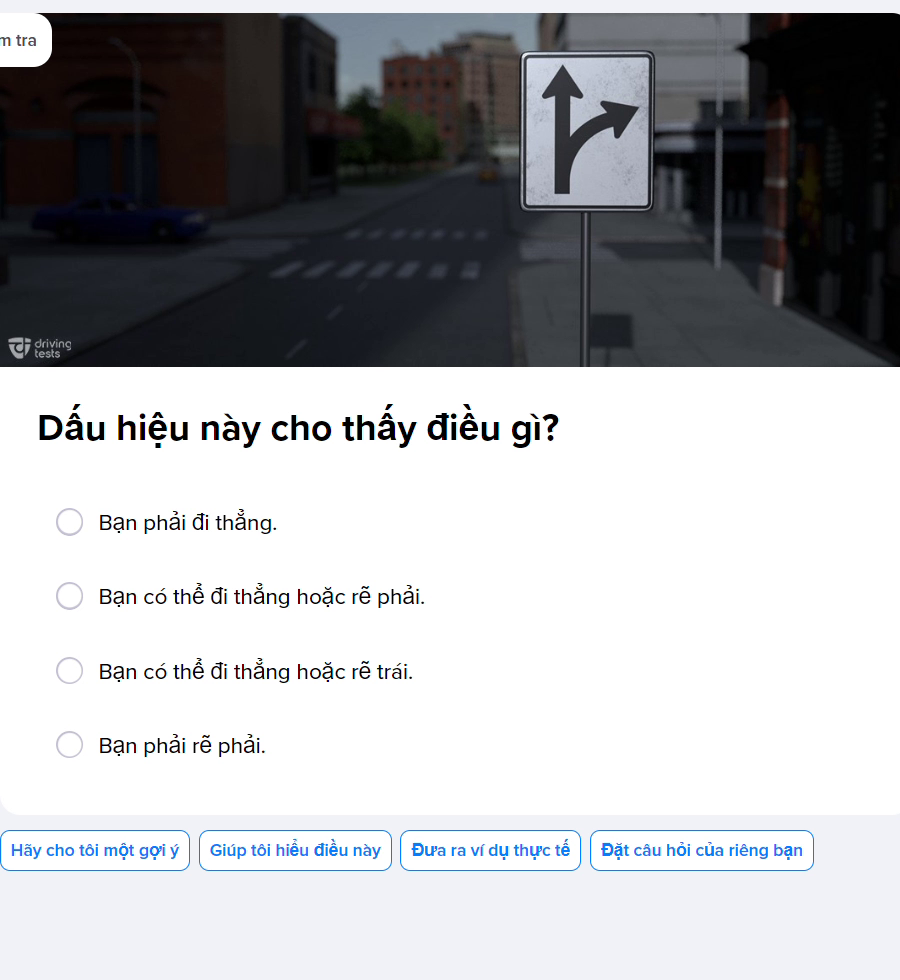 m tra
driving
tests
Dấu hiệu này cho thấy điều gì?
Bạn phải đi thẳng.
Bạn có thể đi thẳng hoặc rẽ phải.
Bạn có thể đi thẳng hoặc rẽ trái.
Bạn phải rẽ phải.
Hãy cho tôi một gợi ý
Giúp tôi hiểu điều này
Đưa ra ví dụ thực tế
Đặt câu hỏi của riêng bạn